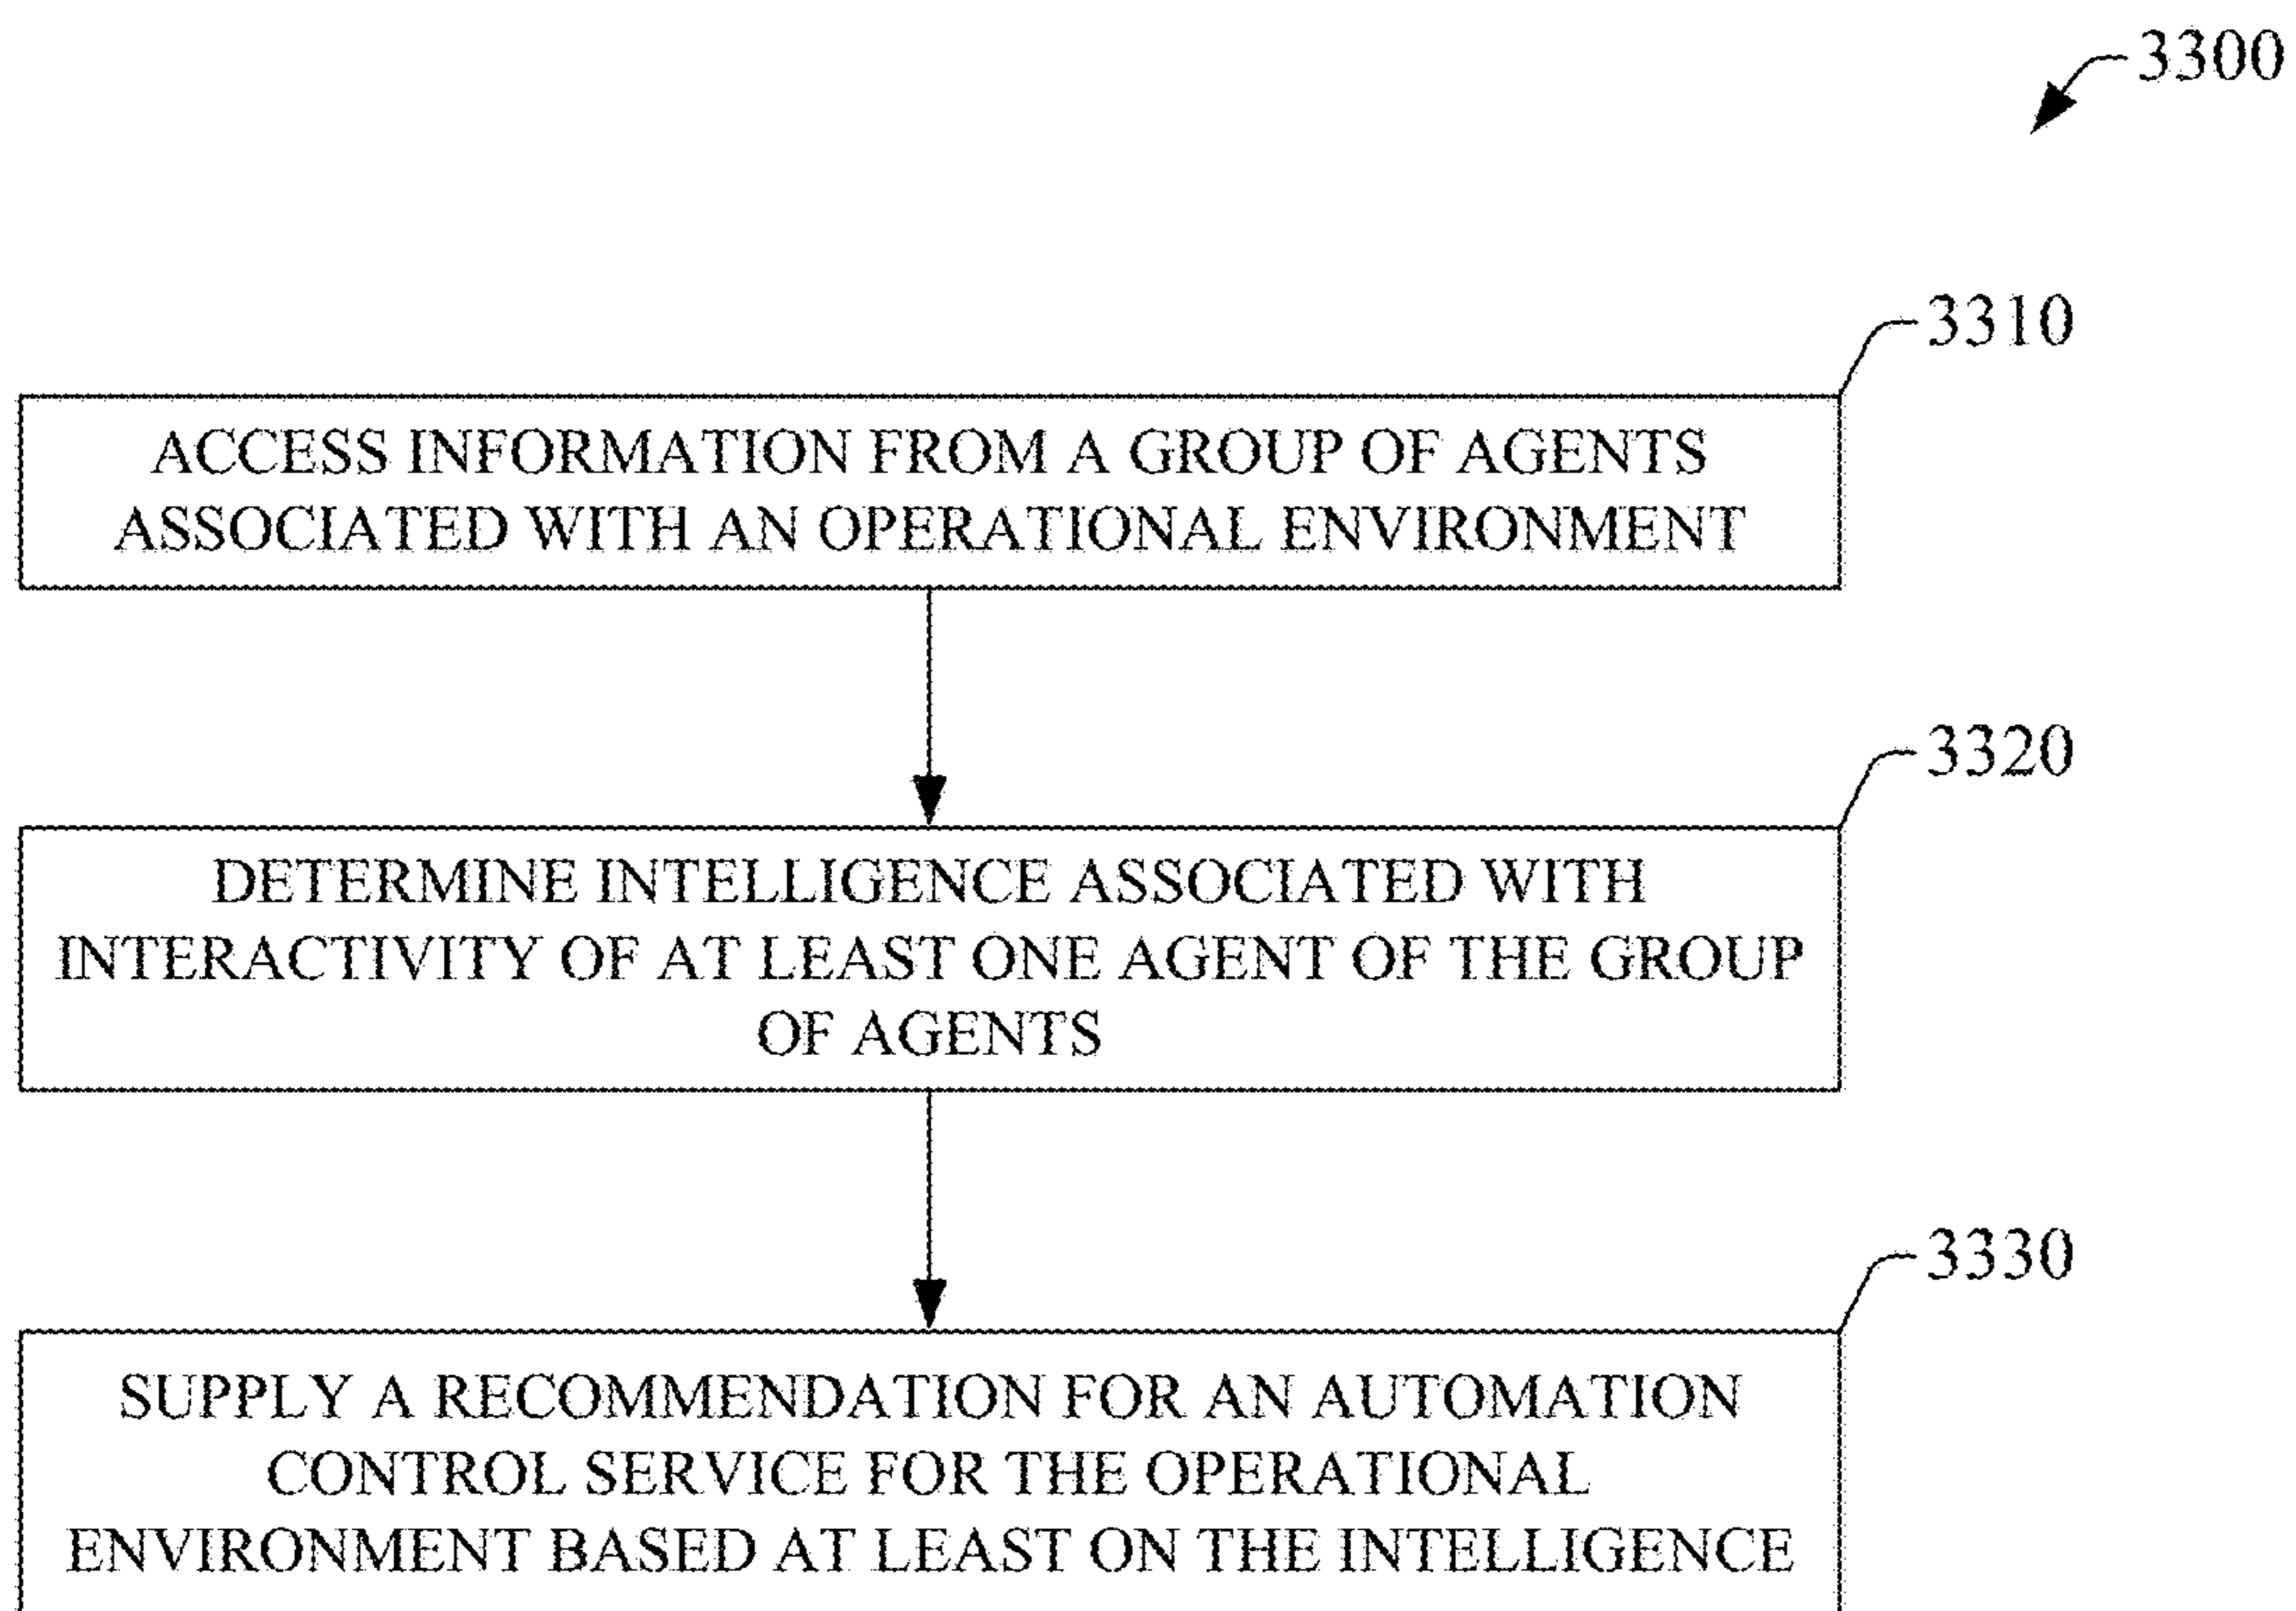 3300
3310
ACCESS INFORMATION FROM A GROUP OF AGENTS
ASSOCIATED WITH AN OPERATIONAL ENVIRONMENT
3320
DETERMINE INTELLIGENCE ASSOCIATED WITH
INTERACTIVITY OF AT LEAST ONE AGENT OF THE GROUP
OF AGENTS
3330
SUPPLY A RECOMMENDATION FOR AN AUTOMATION
CONTROL SERVICE FOR THE OPERATIONAL
ENVIRONMENT BASED AT LEAST ON THE INTELLIGENCE